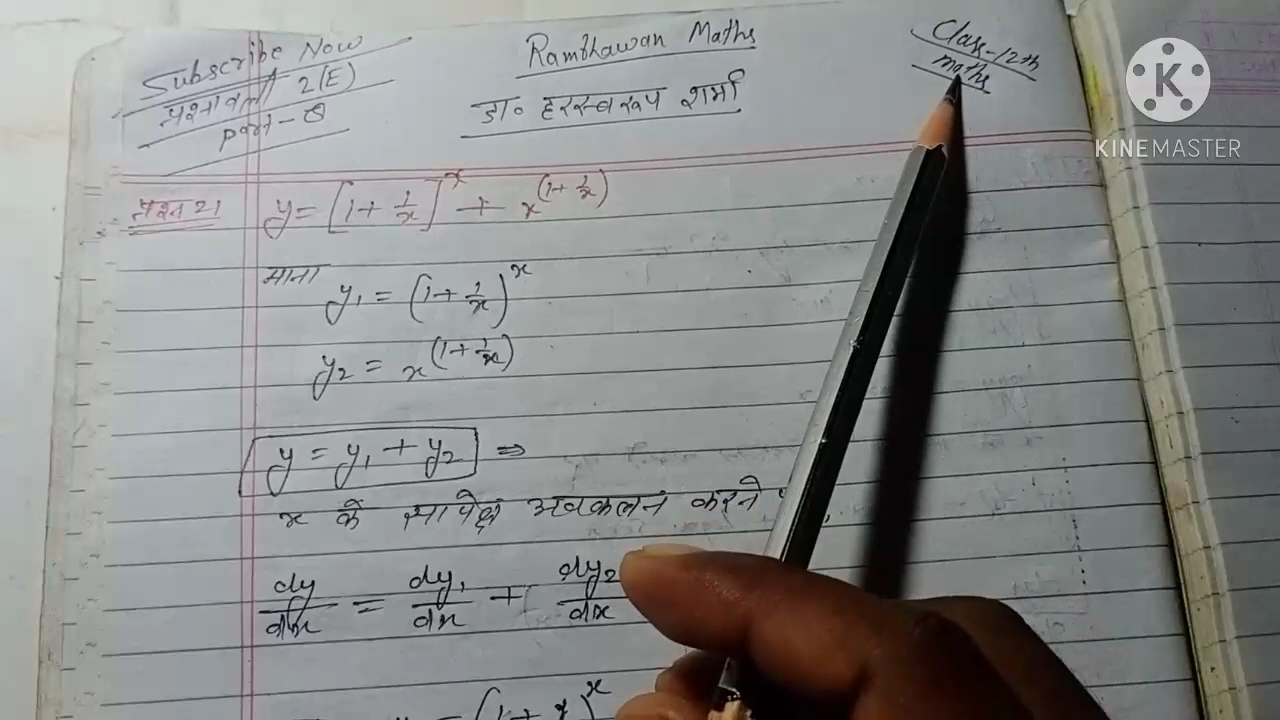 Subscribe Now
प्रश्नावली 2(E)
Part-8
Rambhawan Maths
डा० हरस्वरूप शर्मा
Class-12th
maths
KINEMASTER
प्रश्न 21 y = [1 + 1/x]^x + x^(1 + 1/x)
माना
y₁ = (1 + 1/x)^x
y₂ = x^(1 + 1/x)
y = y₁ + y₂ ⇒
x के सापेक्ष अवकलन करने
dy/dx = dy₁/dx + dy₂/dx
= (1 + 1/x)^x